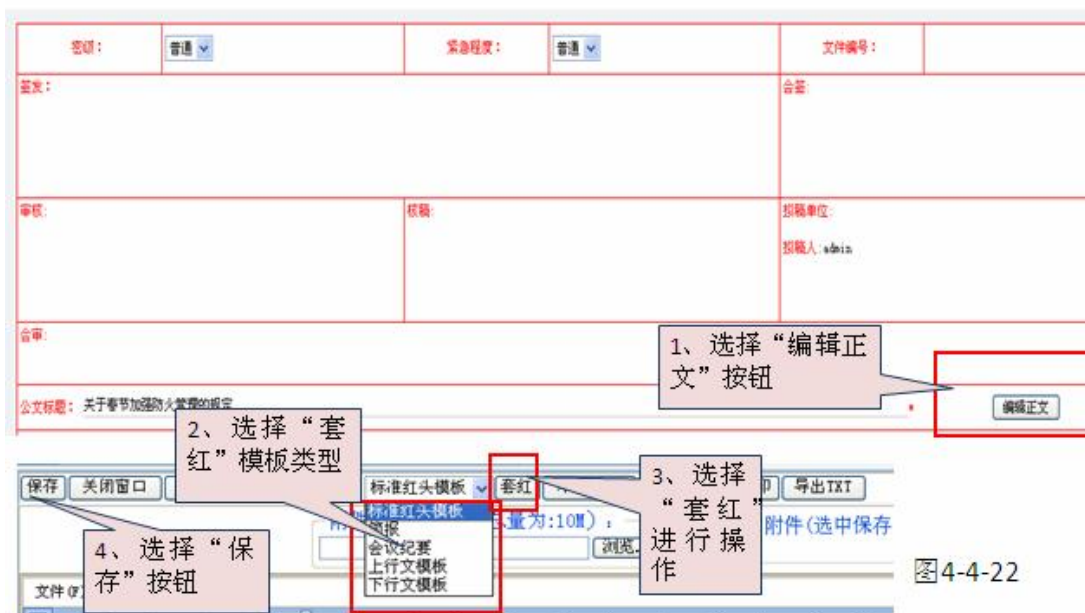 密级： 普通 紧急程度： 普通 文件编号：
签发： 会签:
审核: 核稿: 拟稿单位:
拟稿人:admin
会审:
1、选择“编辑正
文”按钮
公文标题： 关于春节加强防火管理的规定 * 编辑正文
2、选择“套
红”模板类型
保存 关闭窗口 标准红头模板 套红 导出TXT
标准红头模板
简报
会议纪要
上行文模板
下行文模板
量为:10M）：
浏览
附件(选中保存
3、选择
“套红”
进行操
作
4、选择“保
存”按钮
文件(F)
图4-4-22